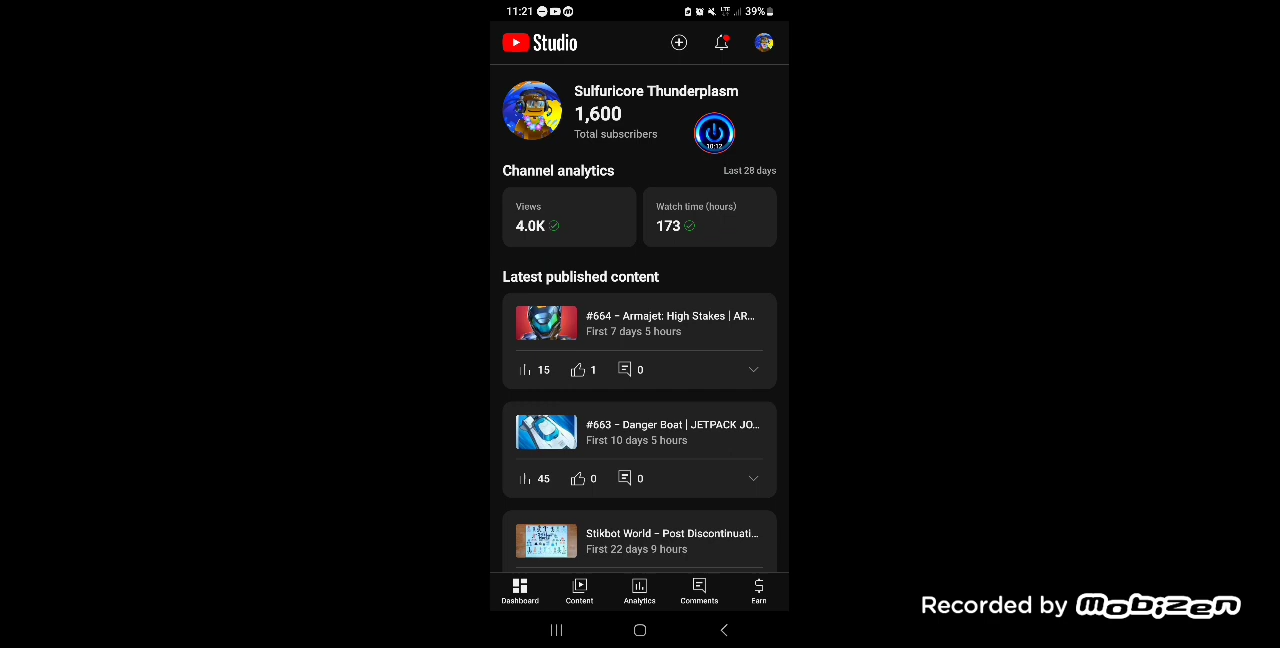 11:21
LTE
39%
Studio
Sulfuricore Thunderplasm
1,600
Total subscribers
10:12
Channel analytics
Last 28 days
Views
Watch time (hours)
4.0K
173
Latest published content
#664 - Armajet: High Stakes | AR...
First 7 days 5 hours
15 1 0
#663 - Danger Boat | JETPACK JO...
First 10 days 5 hours
45 0 0
Stikbot World - Post Discontinuati...
First 22 days 9 hours
Dashboard Content Analytics Comments Earn
Recorded by mobizen